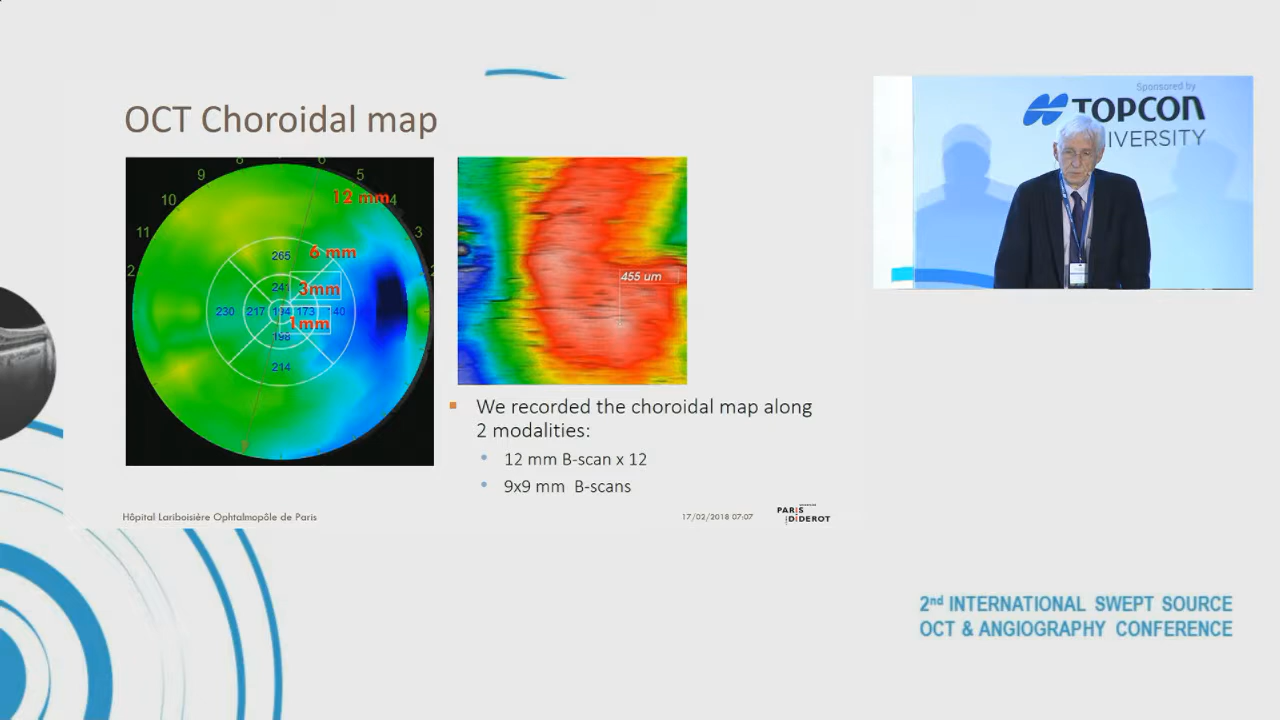 OCT Choroidal map
8
6
9
5
10
12 mm
4
11
3
2
6 mm
265
241
3mm
230
217
194
173
140
1mm
198
214
455 um
We recorded the choroidal map along
2 modalities:
12 mm B-scan x 12
9x9 mm B-scans
Hôpital Lariboisière Ophtalmopôle de Paris
17/02/2018 07:07
PARIS
DIDEROT
Sponsored by
TOPCON
IVERSITY
2nd INTERNATIONAL SWEPT SOURCE
OCT & ANGIOGRAPHY CONFERENCE